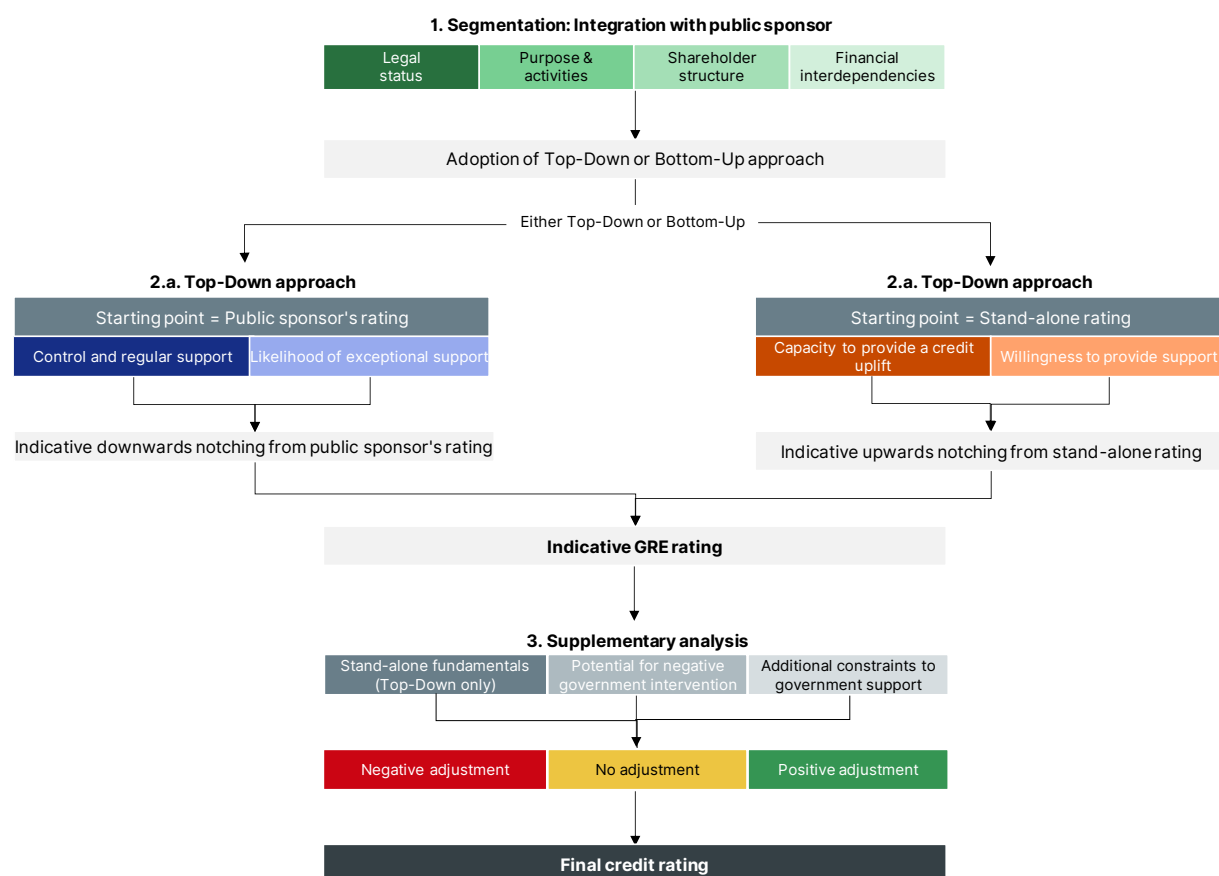 1. Segmentation: Integration with public sponsor
Legal
status
Purpose &
activities
Shareholder
structure
Financial
interdependencies
Adoption of Top-Down or Bottom-Up approach
Either Top-Down or Bottom-Up
2.a. Top-Down approach
Starting point = Public sponsor's rating
Control and regular support
Likelihood of exceptional support
Indicative downwards notching from public sponsor's rating
2.a. Top-Down approach
Starting point = Stand-alone rating
Capacity to provide a credit
uplift
Willingness to provide support
Indicative upwards notching from stand-alone rating
Indicative GRE rating
3. Supplementary analysis
Stand-alone fundamentals
(Top-Down only)
Potential for negative
government intervention
Additional constraints to
government support
Negative adjustment
No adjustment
Positive adjustment
Final credit rating